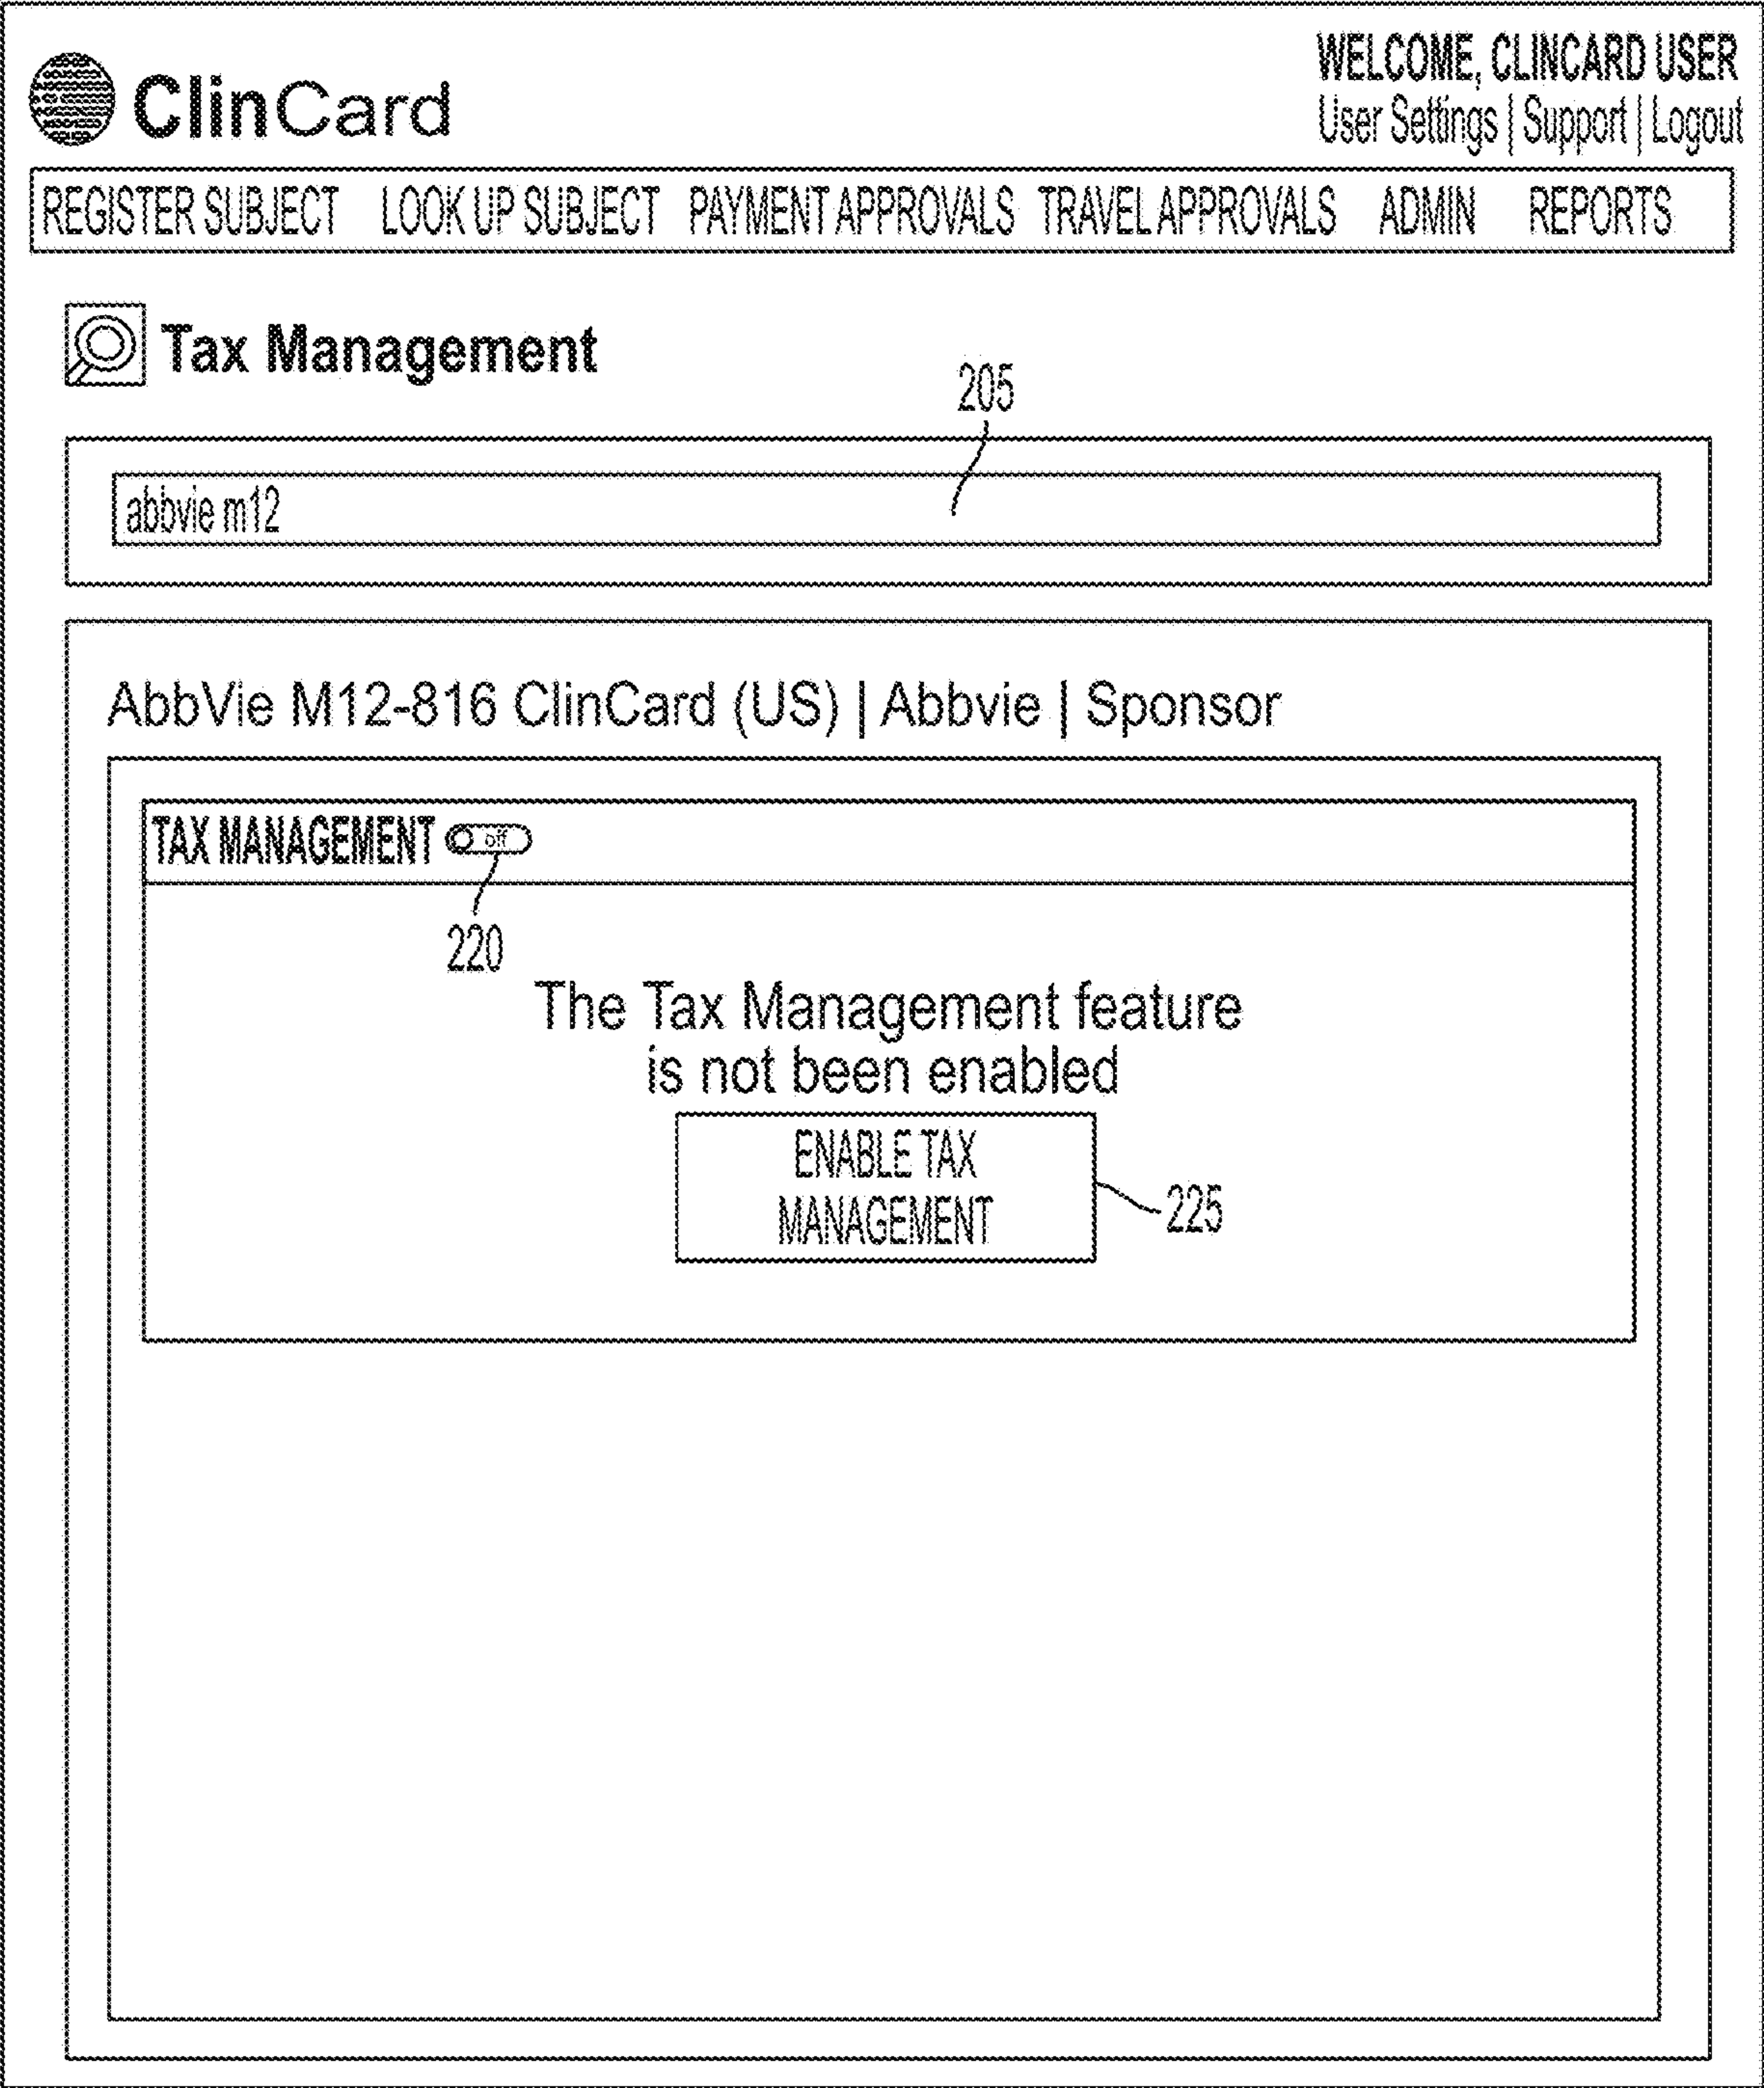 ClinCard
WELCOME, CLINCARD USER
User Settings | Support | Logout
REGISTER SUBJECT LOOK UP SUBJECT PAYMENT APPROVALS TRAVEL APPROVALS ADMIN REPORTS
Tax Management
205
abbvie m12
AbbVie M12-816 ClinCard (US) | Abbvie | Sponsor
TAX MANAGEMENT off
220
The Tax Management feature
is not been enabled
ENABLE TAX
MANAGEMENT
225